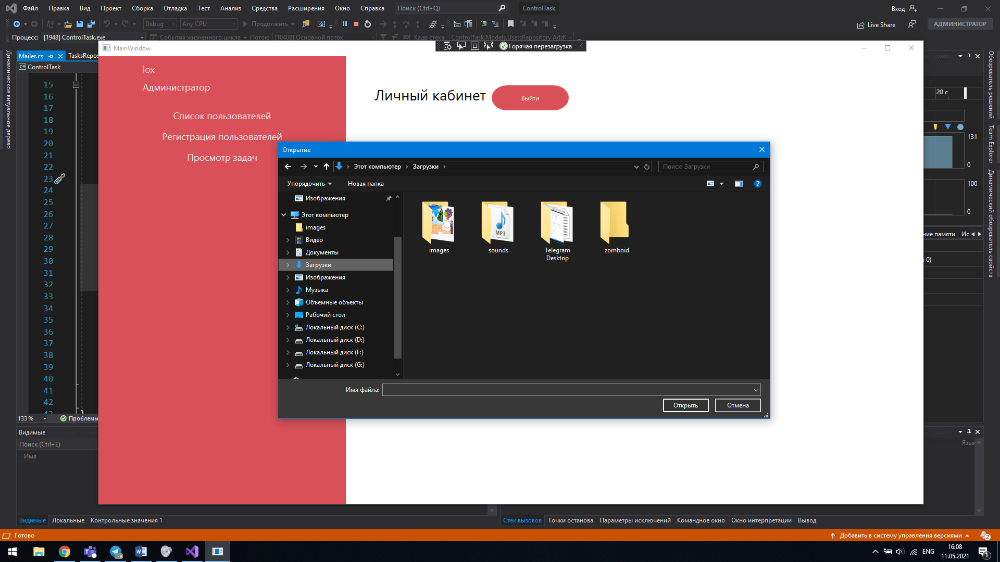 Файл Правка Вид Проект Сборка Отладка Тест Анализ Средства Расширения Окно Справка Поиск (Ctrl+Q) ControlTask Вход
Debug Any CPU Продолжить Live Share АДМИНИСТРАТОР
Процесс: [1948] ControlTask.exe События жизненного цикла Поток: [10408] Основной поток Кадр стека: ControlTask.Models.UsersRepository.Add
Динамическое визуальное дерево
Mailer.cs TasksRepos
ControlTask
15
16
17
18
19
20
21
22
23
24
25
26
27
28
29
30
31
32
33
34
35
36
37
38
39
40
41
42
43
133 % Проблемы
MainWindow
Горячая перезагрузка
lox
Администратор
Список пользователей
Регистрация пользователей
Просмотр задач
Личный кабинет
Выйти
Открытие
Этот компьютер Загрузки
Поиск: Загрузки
Упорядочить Новая папка
Изображения
Этот компьютер
images
Видео
Документы
Загрузки
Изображения
Музыка
Объемные объекты
Рабочий стол
Локальный диск (C:)
Локальный диск (D:)
Локальный диск (F:)
Локальный диск (G:)
MP3
images
sounds
Telegram Desktop
zomboid
Имя файла:
Открыть Отмена
20 с
131
0
100
0
ние памяти Ис
0)
Обозреватель решений
Team Explorer
Динамический обозреватель свойств
Видимые
Поиск (Ctrl+E)
Имя
Язык
Видимые Локальные Контрольные значения 1
Стек вызовов Точки останова Параметры исключений Командное окно Окно интерпретации Вывод
Готово
Добавить в систему управления версиями
2
79
ENG
16:08
11.05.2021
1